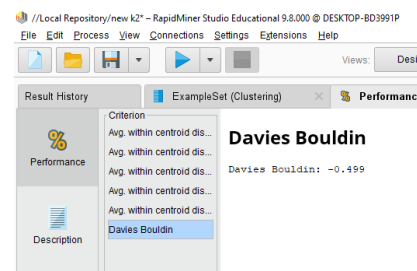 //Local Repository/new k2* – RapidMiner Studio Educational 9.8.000 @ DESKTOP-BD3991P
File Edit Process View Connections Settings Extensions Help
Views: Desi
Result History ExampleSet (Clustering) Performanc
Criterion
Avg. within centroid dis...
Avg. within centroid dis...
Avg. within centroid dis...
Avg. within centroid dis...
Avg. within centroid dis...
Davies Bouldin
% Performance
Description
Davies Bouldin
Davies Bouldin: -0.499